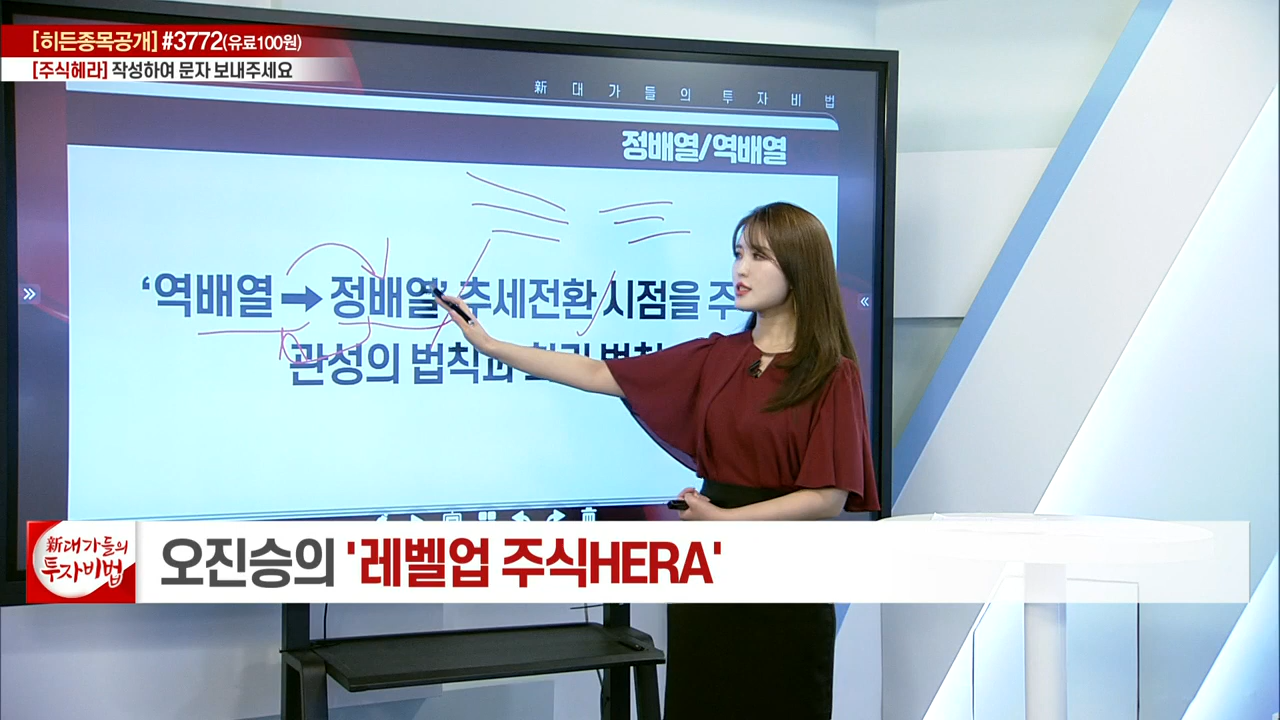 [히든종목공개] #3772(유료100원)
[주식헤라] 작성하여 문자 보내주세요
新 대가들의 투자비법
정배열/역배열
'역배열 → 정배열' 추세전환 시점을 주
관성의 법칙과
新대가들의
투자비법
오진승의 '레벨업 주식HERA'